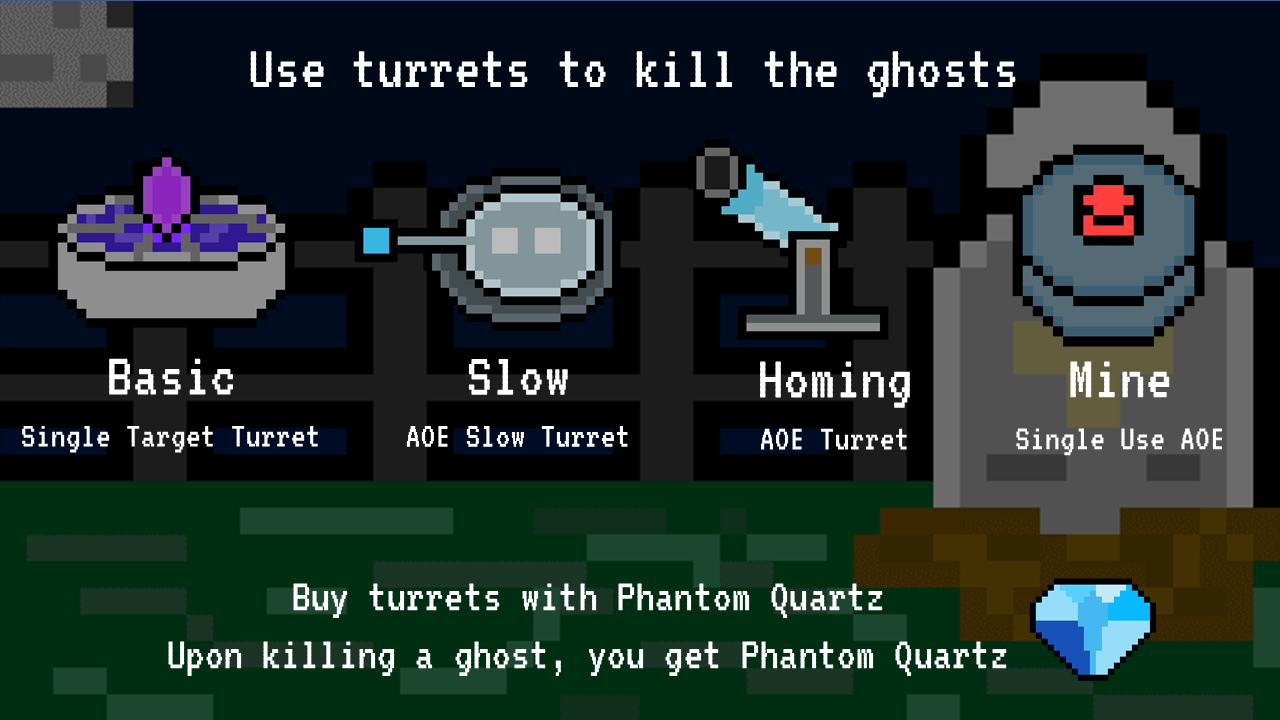 Use turrets to kill the ghosts
Basic
Slow
Homing
Mine
Single Target Turret
AOE Slow Turret
AOE Turret
Single Use AOE
Buy turrets with Phantom Quartz
Upon killing a ghost, you get Phantom Quartz